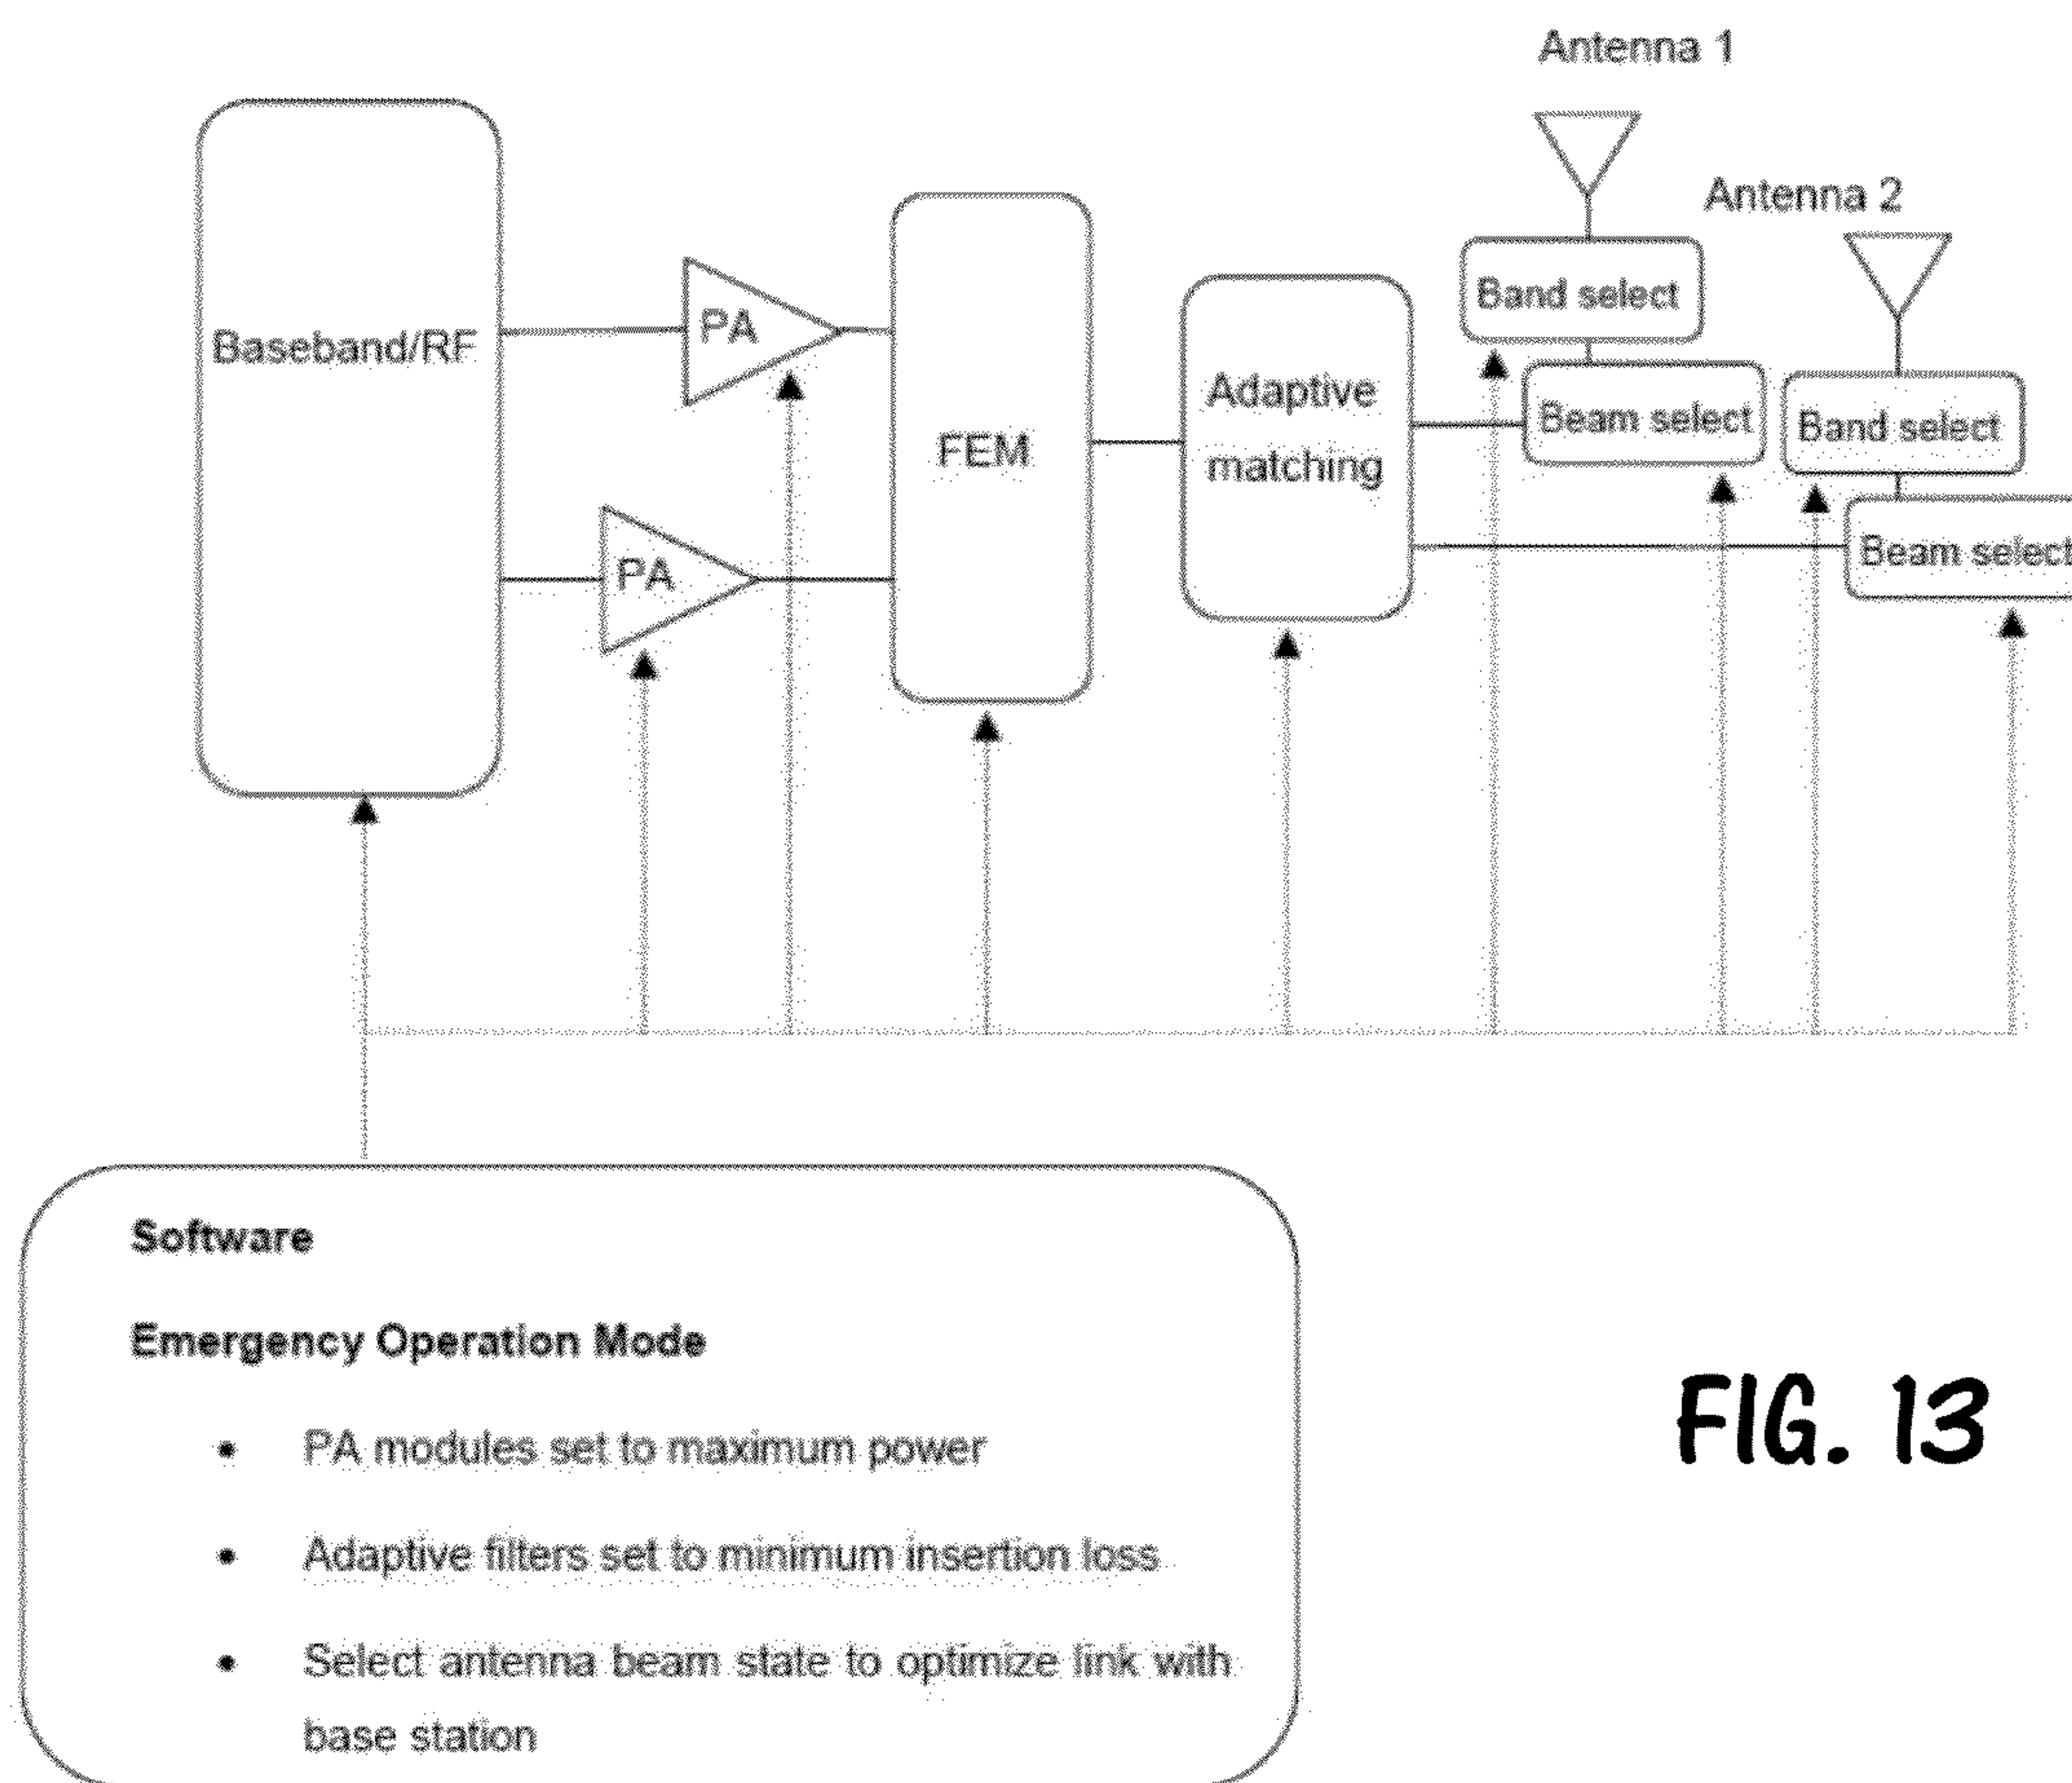 Antenna 1
Antenna 2
Band select
Baseband/RF
PA
Adaptive
matching
Beam select
Band select
FEM
PA
Beam select
Software
Emergency Operation Mode
• PA modules set to maximum power
• Adaptive filters set to minimum insertion loss
• Select antenna beam state to optimize link with
base station
FIG. 13